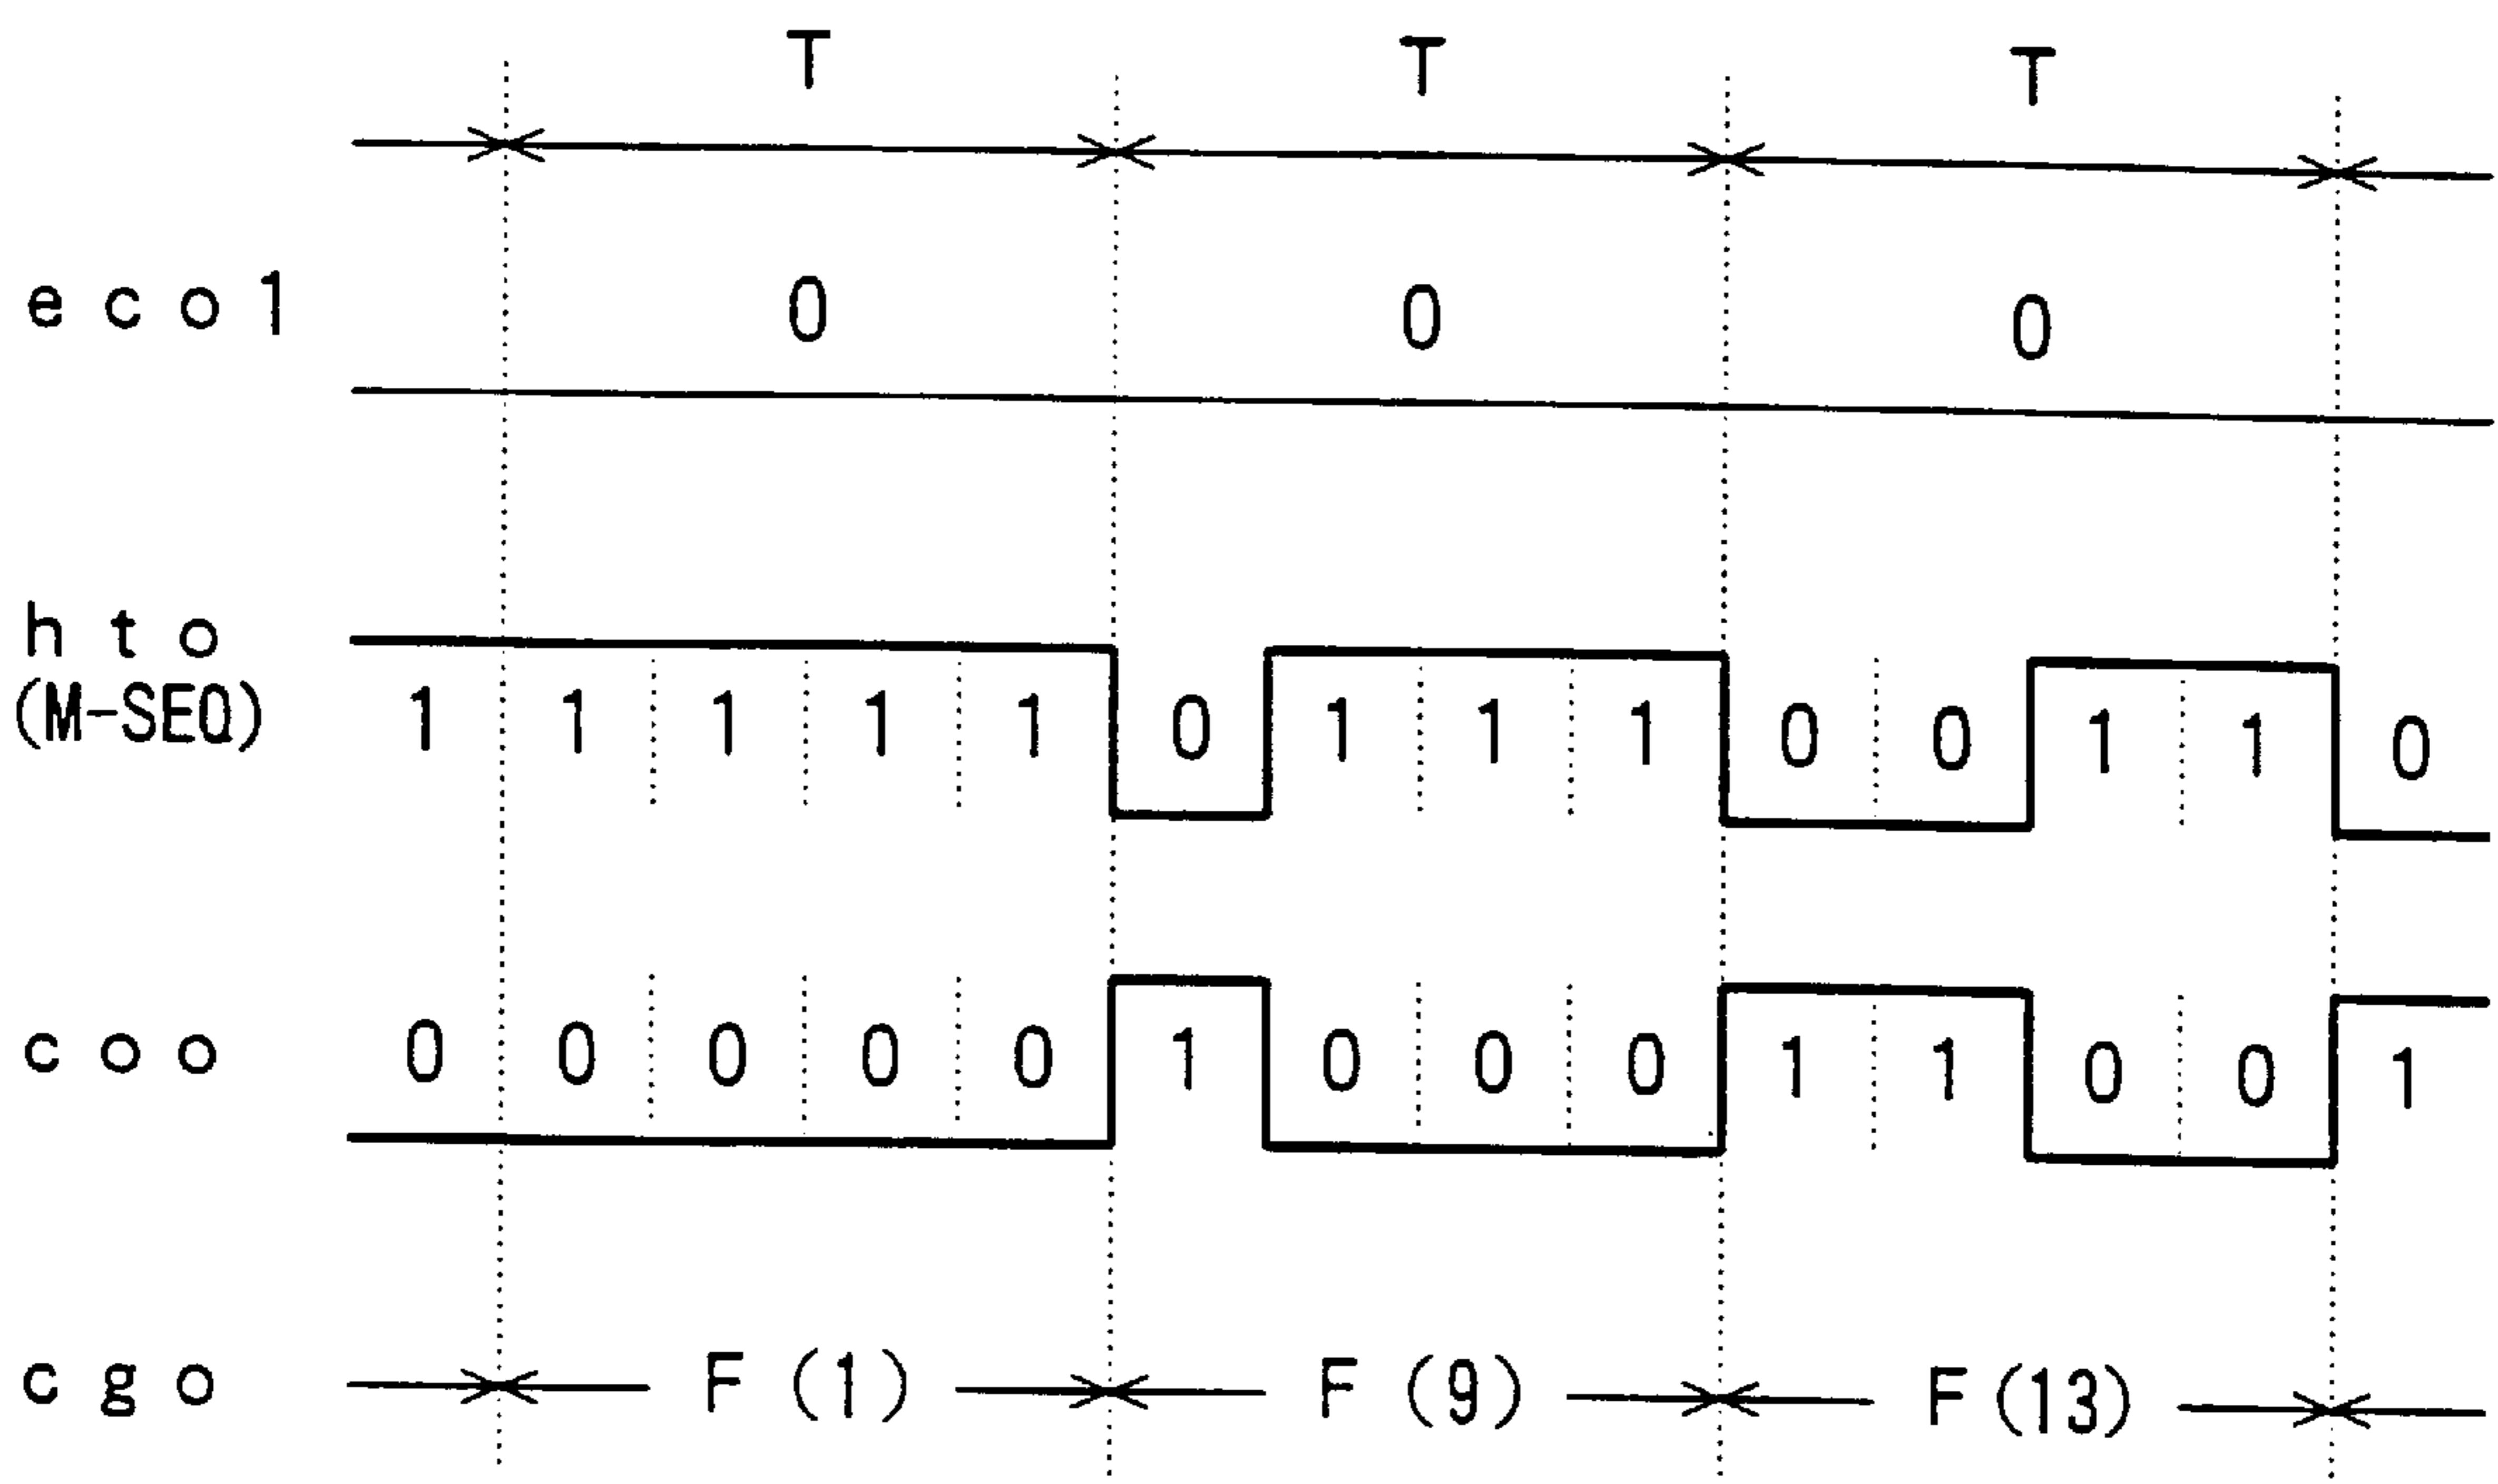 T T T
eco1 0 0 0
hto
(M-SEQ) 1 1 1 1 1 0 1 1 1 0 0 1 1 0
coo 0 0 0 0 0 1 0 0 0 1 1 0 0 1
cgo F (1) F (9) F (13)